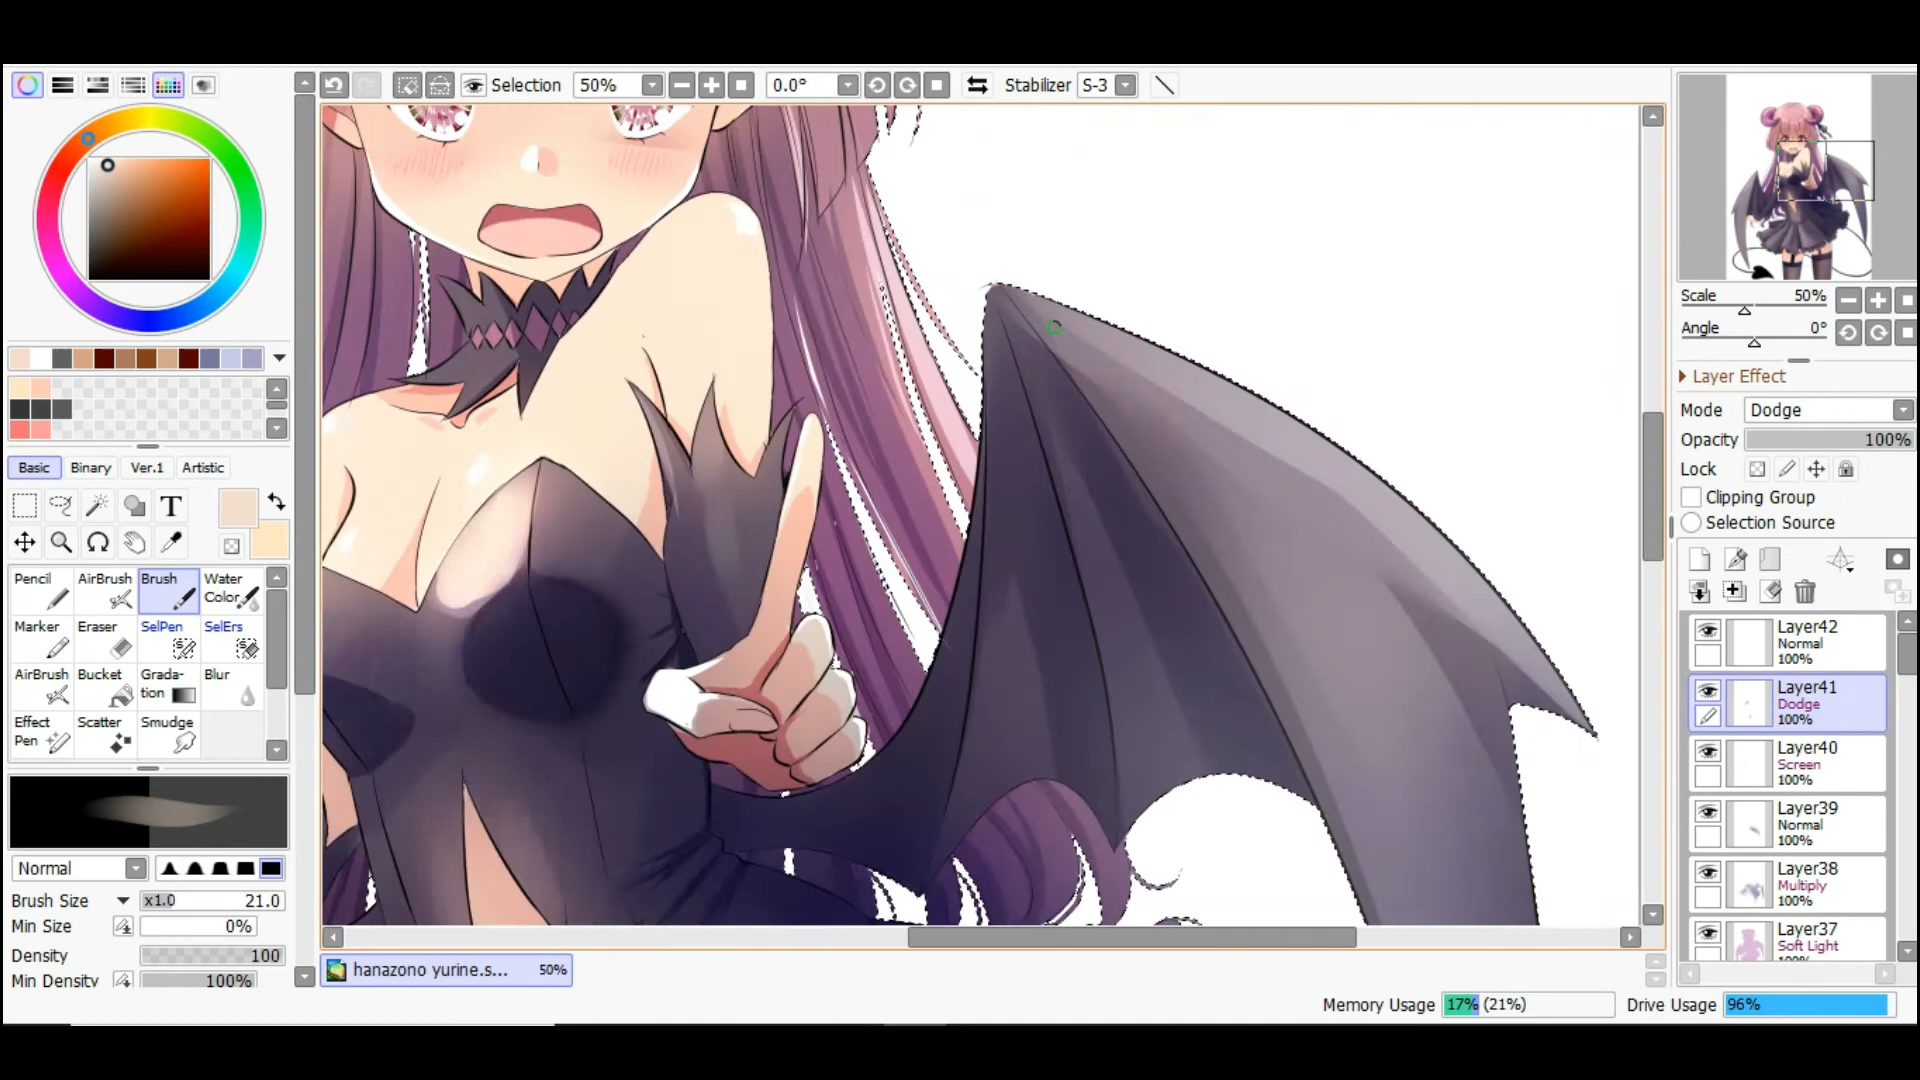 Selection 50% 0.0° Stabilizer S-3
Scale 50%
Angle 0°
Layer Effect
Mode Dodge
Opacity 100%
Lock
Clipping Group
Selection Source
Basic Binary Ver.1 Artistic
T
Pencil AirBrush Brush Water Color
Marker Eraser SelPen SelErs
AirBrush Bucket Grada-tion Blur
Effect Pen Scatter Smudge
Normal
Brush Size x1.0 21.0
Min Size 0%
Density 100
Min Density 100%
Layer42
Normal
100%
Layer41
Dodge
100%
Layer40
Screen
100%
Layer39
Normal
100%
Layer38
Multiply
100%
Layer37
Soft Light
100%
hanazono yurine.s... 50%
Memory Usage 17% (21%) Drive Usage 96%